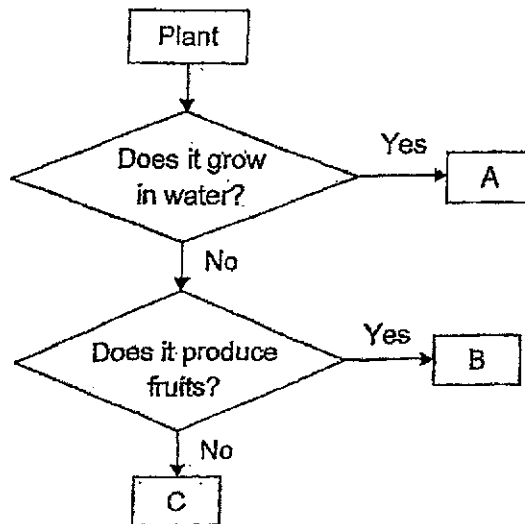 Plant
Does it grow
in water?
Yes
A
No
Does it produce
fruits?
Yes
B
No
C